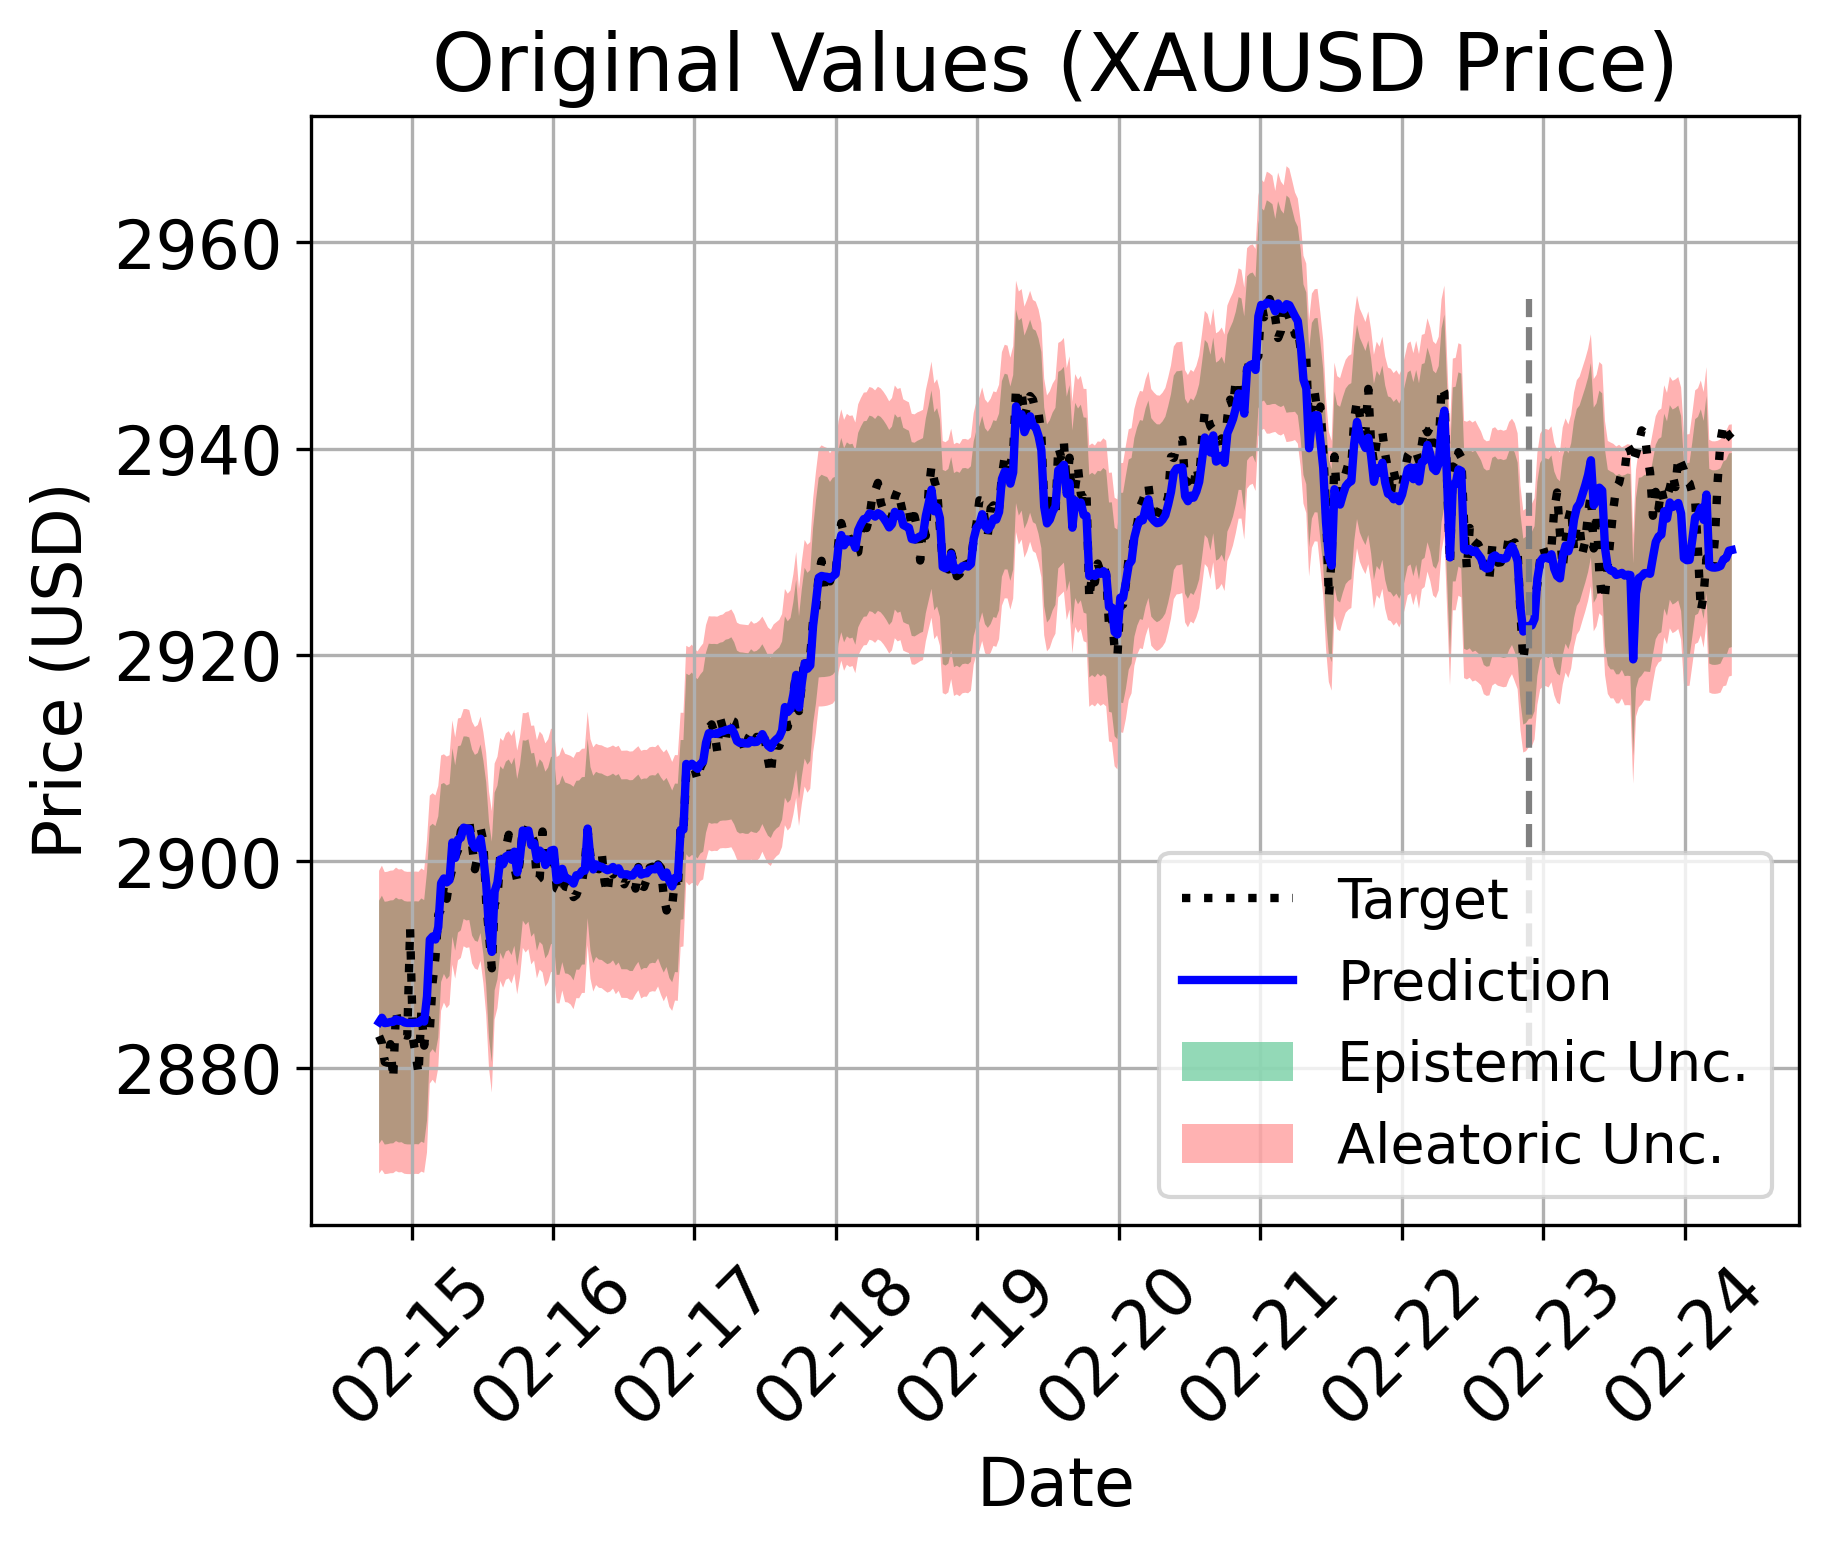 Original Values (XAUUSD Price)
Price (USD)
2960
2940
2920
2900
2880
Target
Prediction
Epistemic Unc.
Aleatoric Unc.
02-15
02-16
02-17
02-18
02-19
02-20
02-21
02-22
02-23
02-24
Date